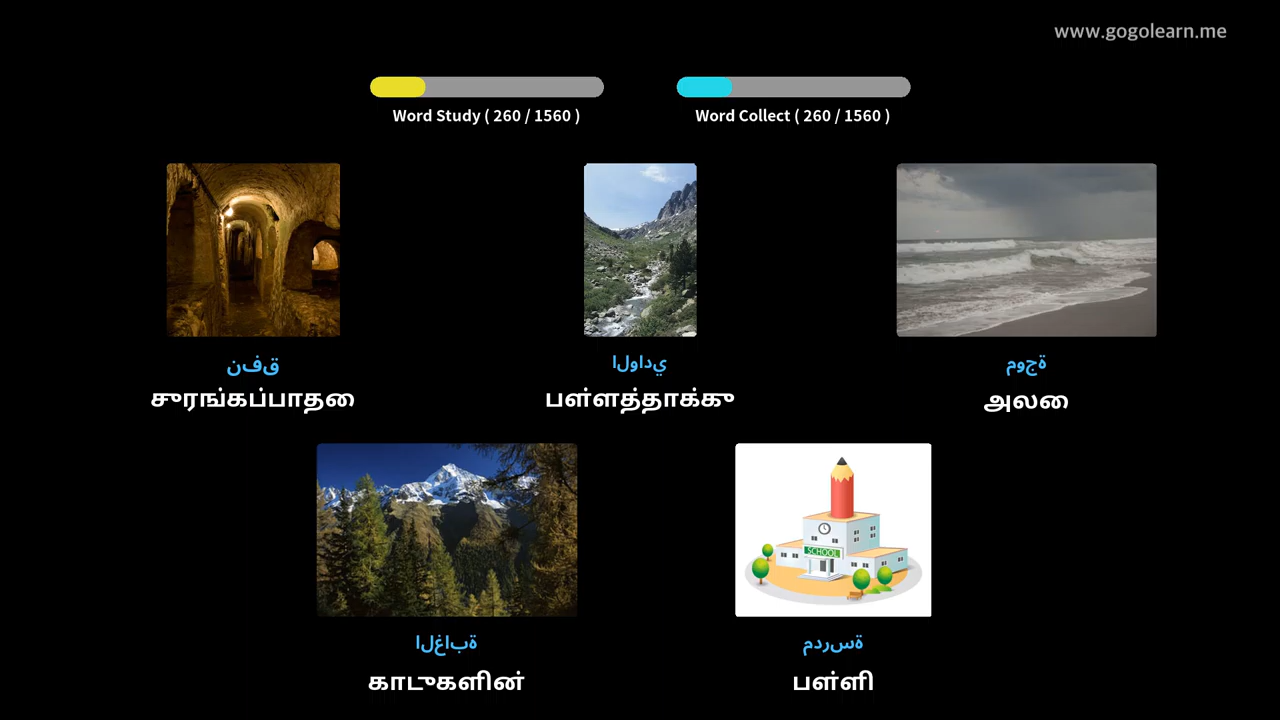 www.gogolearn.me
Word Study ( 260 / 1560 )
Word Collect ( 260 / 1560 )
نفق
الوادي
موجة
சுரங்கப்பாதை
பள்ளத்தாக்கு
அலை
SCHOOL
الغابة
مدرسة
காடுகளின்
பள்ளி